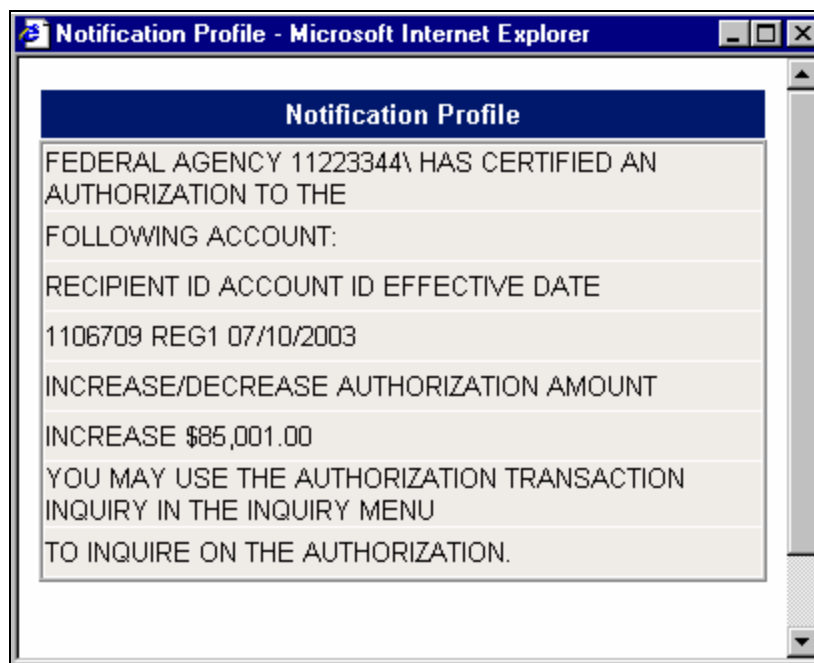 Notification Profile - Microsoft Internet Explorer
Notification Profile
FEDERAL AGENCY 11223344\ HAS CERTIFIED AN
AUTHORIZATION TO THE
FOLLOWING ACCOUNT:
RECIPIENT ID ACCOUNT ID EFFECTIVE DATE
1106709 REG1 07/10/2003
INCREASE/DECREASE AUTHORIZATION AMOUNT
INCREASE $85,001.00
YOU MAY USE THE AUTHORIZATION TRANSACTION
INQUIRY IN THE INQUIRY MENU
TO INQUIRE ON THE AUTHORIZATION.